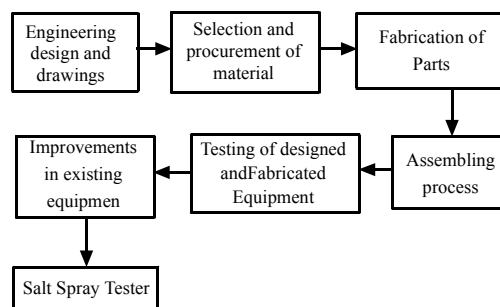 Engineering
design and
drawings
Selection and
procurement of
material
Fabrication of
Parts
Assembling
process
Testing of designed
andFabricated
Equipment
Improvements
in existing
equipmen
Salt Spray Tester